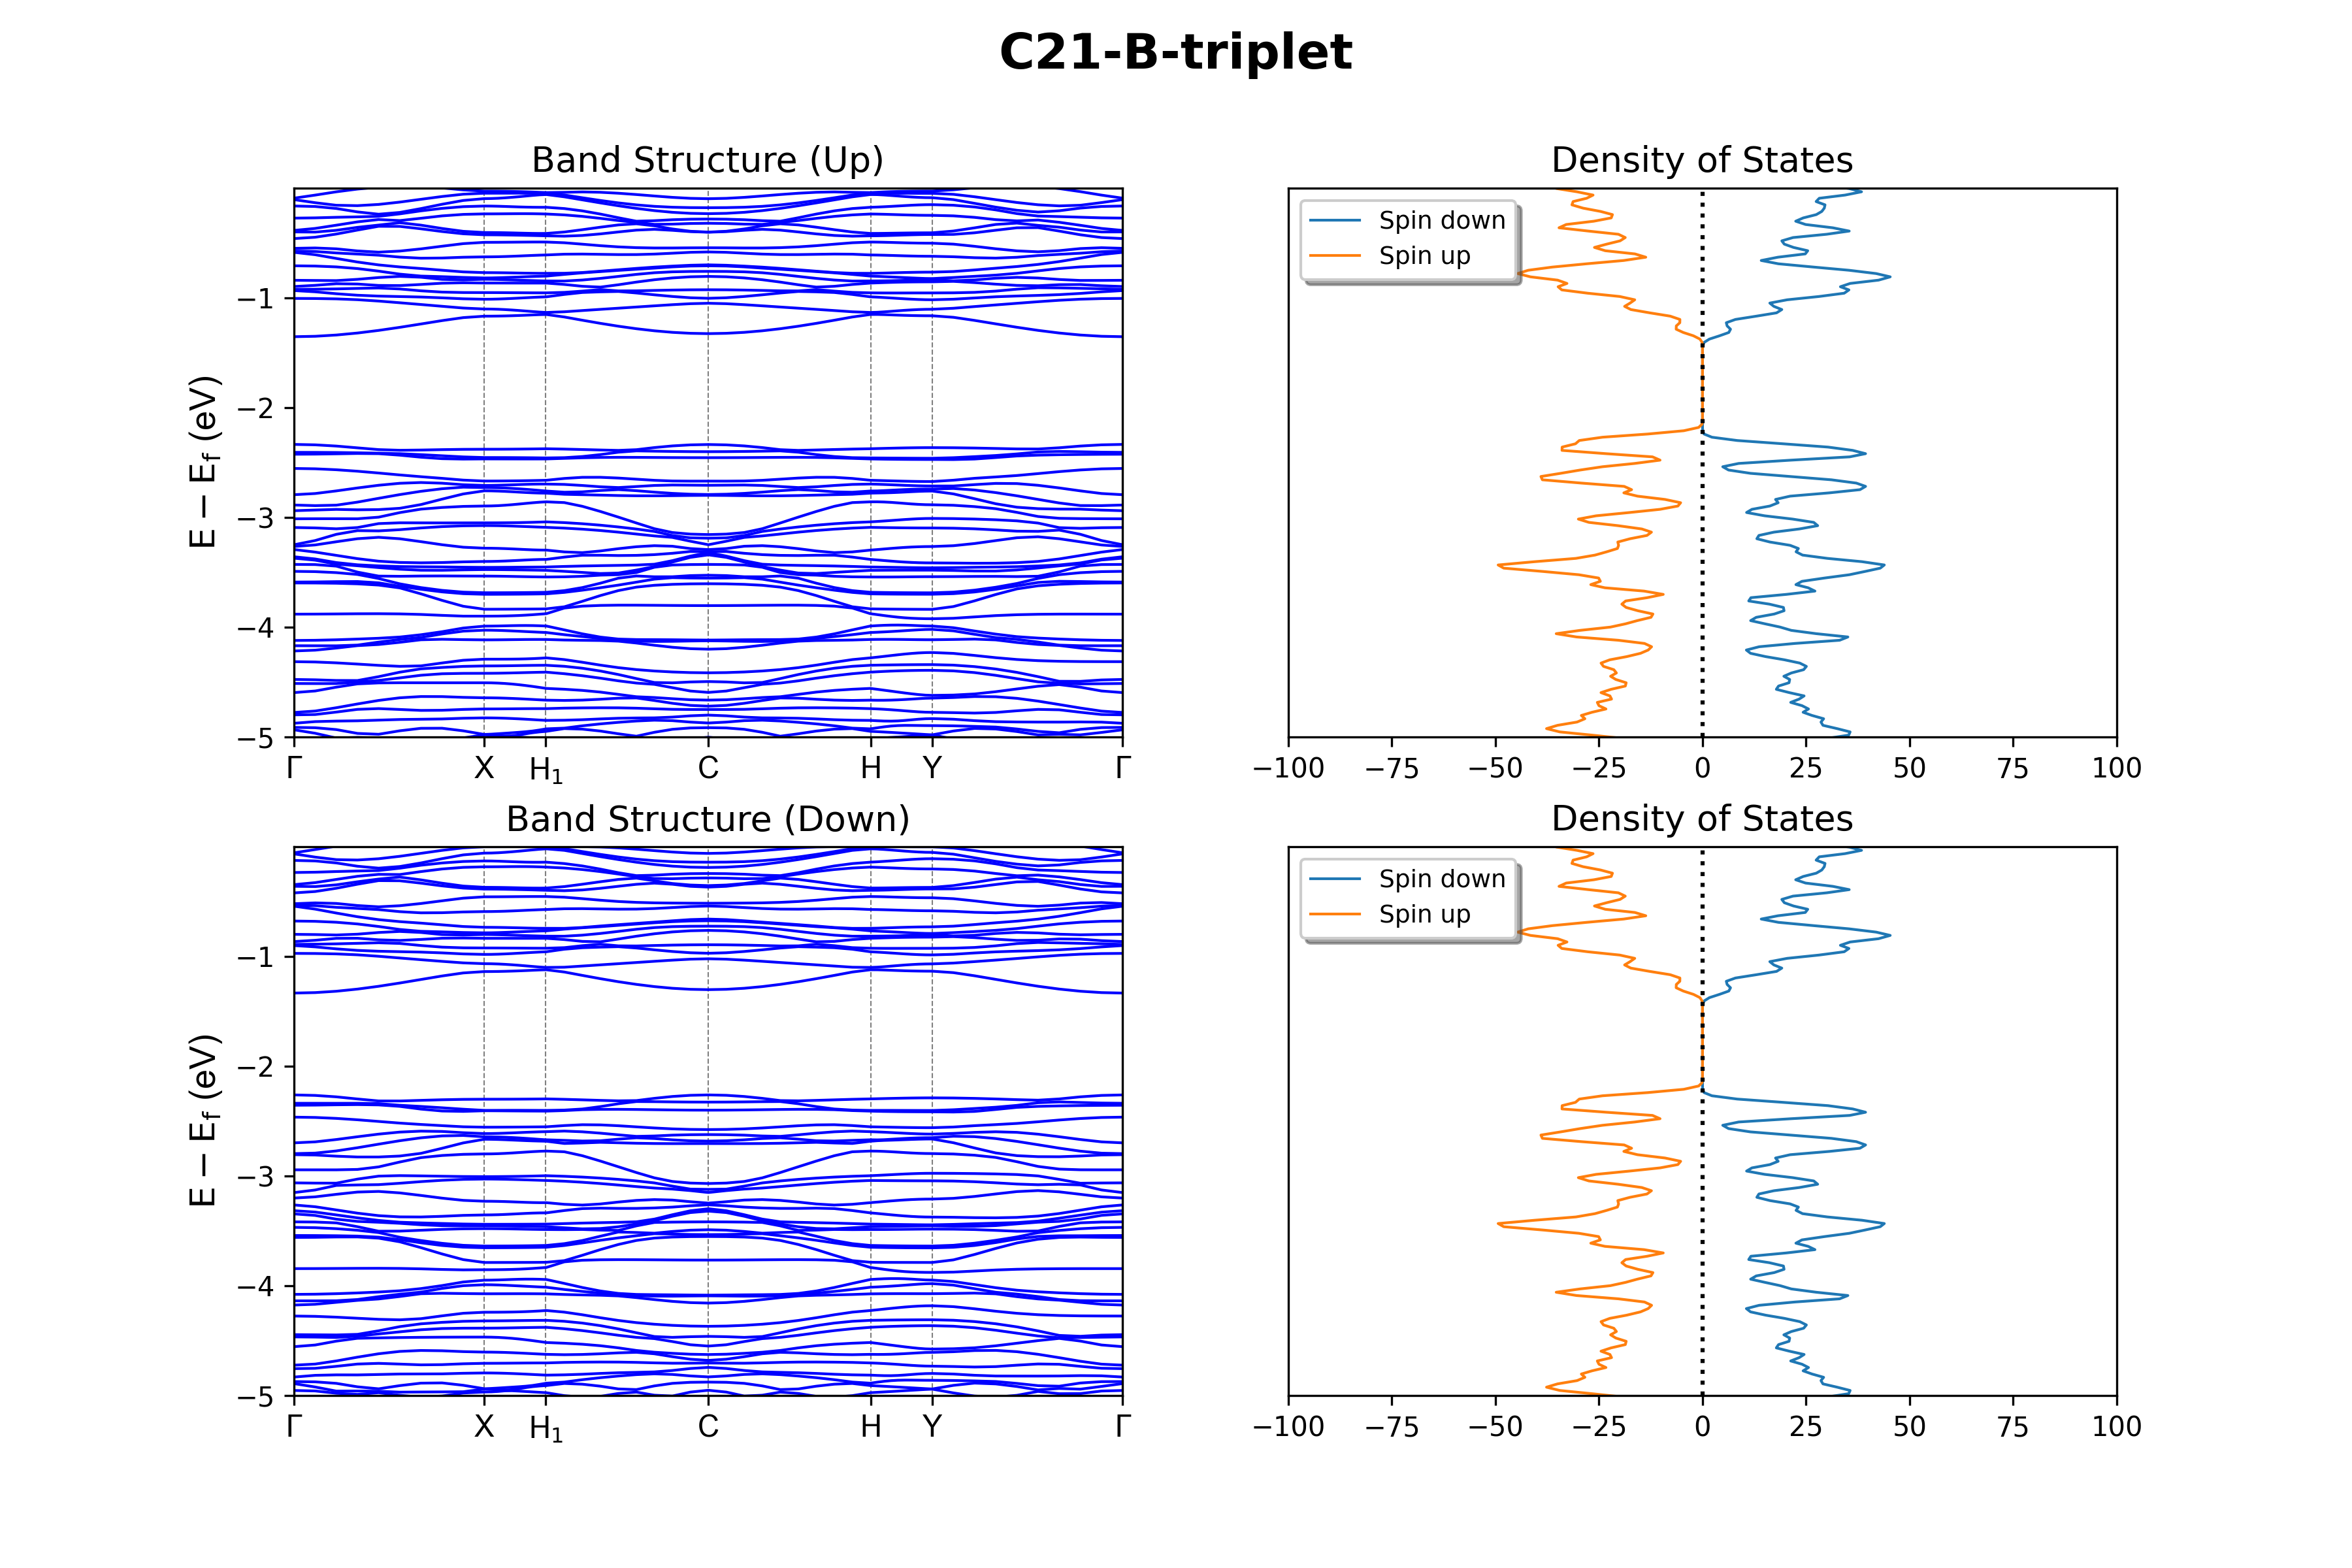 C21-B-triplet
Band Structure (Up)
E − E_f (eV)
−1
−2
−3
−4
−5
Γ X H₁ C H Y Γ
Density of States
Spin down
Spin up
−100 −75 −50 −25 0 25 50 75 100
Band Structure (Down)
E − E_f (eV)
−1
−2
−3
−4
−5
Γ X H₁ C H Y Γ
Density of States
Spin down
Spin up
−100 −75 −50 −25 0 25 50 75 100